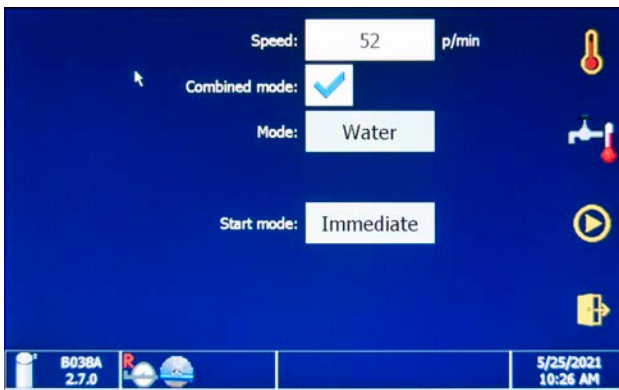 Speed: 52 p/min
Combined mode:
Mode: Water
Start mode: Immediate
B038A
2.7.0
R
5/25/2021
10:26 AM